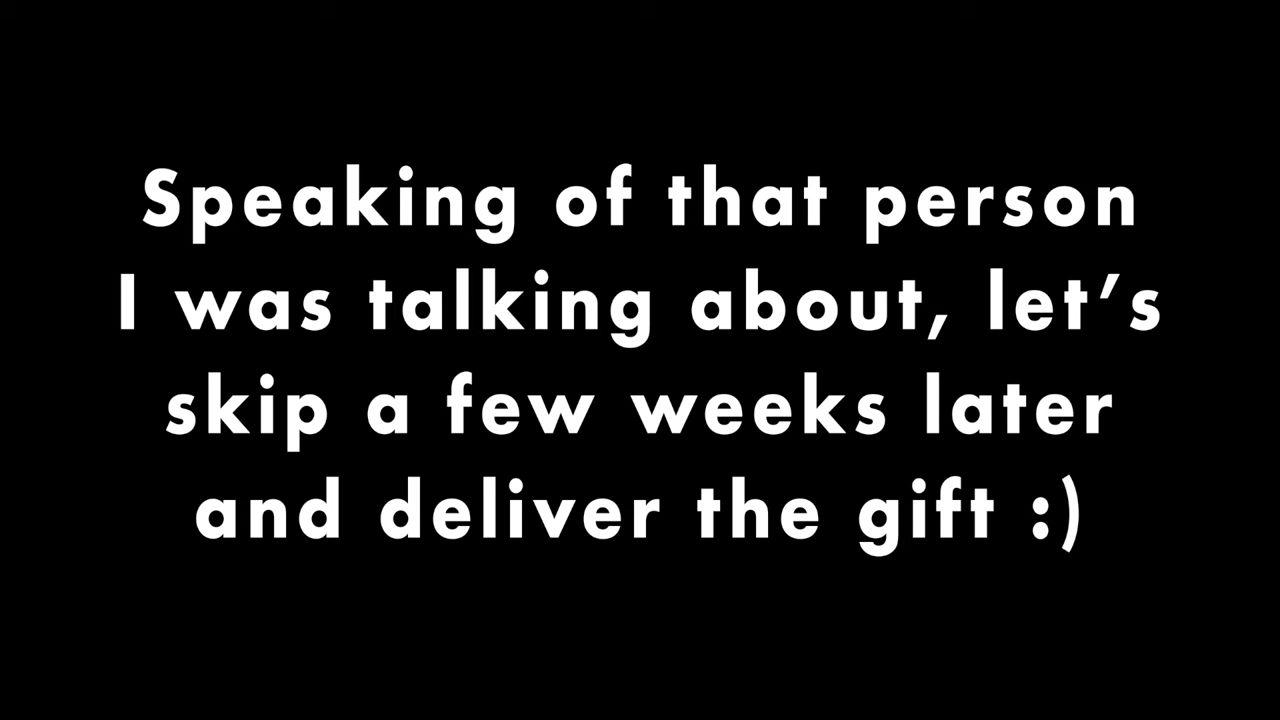 Speaking of that person
I was talking about, let’s
skip a few weeks later
and deliver the gift :)